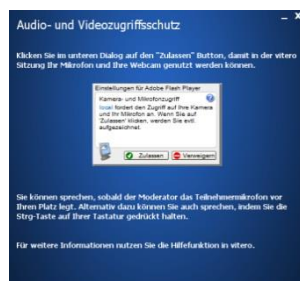 Audio- und Videozugriffsschutz
Klicken Sie im unteren Dialog auf den "Zulassen" Button, damit in der vitero
Sitzung Ihr Mikrofon und Ihre Webcam genutzt werden können.
Einstellungen für Adobe Flash Player
Kamera- und Mikrofonzugriff
local fordert den Zugriff auf Ihre Kamera
und Ihr Mikrofon an. Wenn Sie auf
'Zulassen' klicken, werden Sie evtl.
aufgezeichnet.
Zulassen Verweigern
Sie können sprechen, sobald der Moderator das Teilnehmermikrofon vor
Ihren Platz legt. Alternativ dazu können Sie auch sprechen, indem Sie die
Strg-Taste auf Ihrer Tastatur gedrückt halten.
Für weitere Informationen nutzen Sie die Hilfefunktion in vitero.